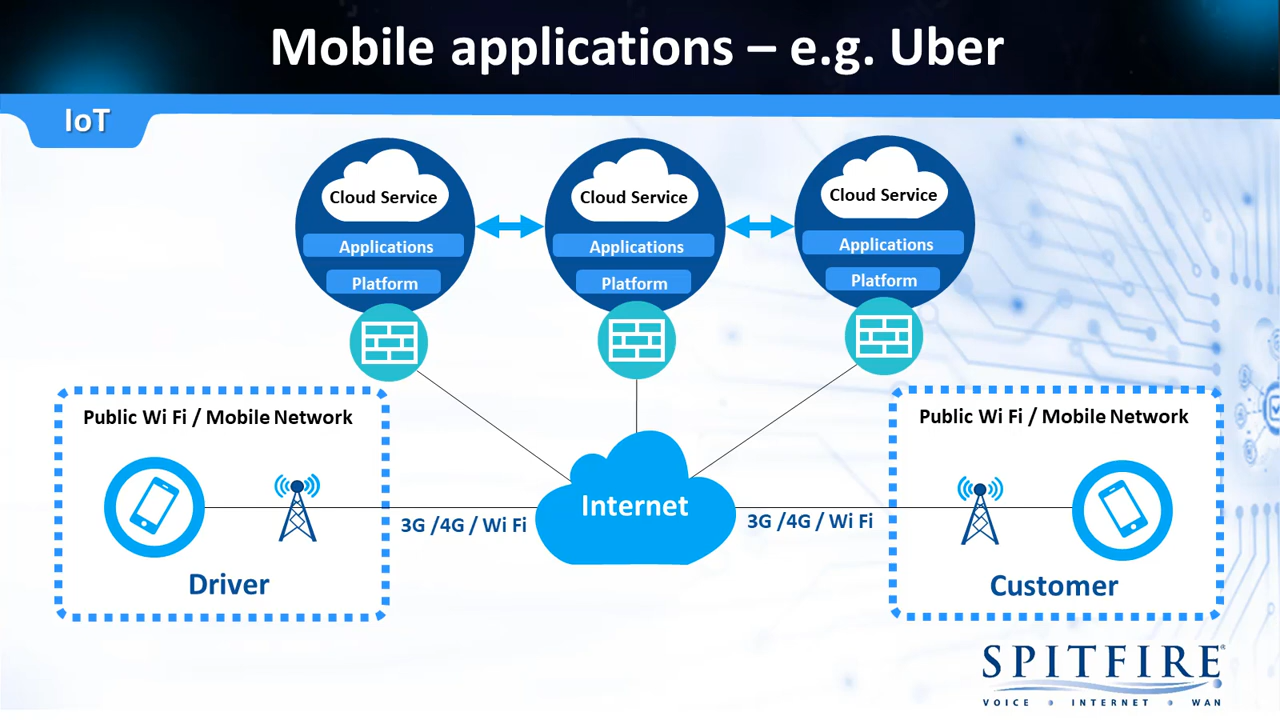 Mobile applications – e.g. Uber
IoT
Cloud Service
Applications
Platform
Cloud Service
Applications
Platform
Cloud Service
Applications
Platform
Public Wi Fi / Mobile Network
Driver
3G /4G / Wi Fi
Internet
3G /4G / Wi Fi
Public Wi Fi / Mobile Network
Customer
SPITFIRE®
VOICE • INTERNET • WAN